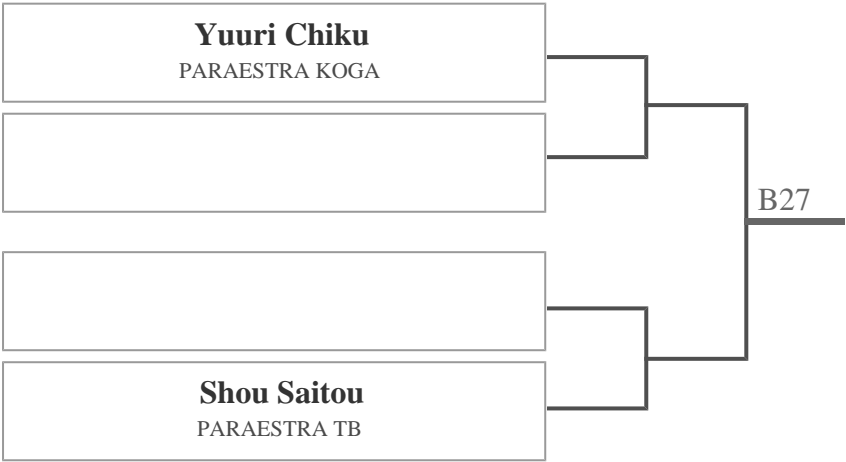 Yuuri Chiku
PARAESTRA KOGA
B27
Shou Saitou
PARAESTRA TB